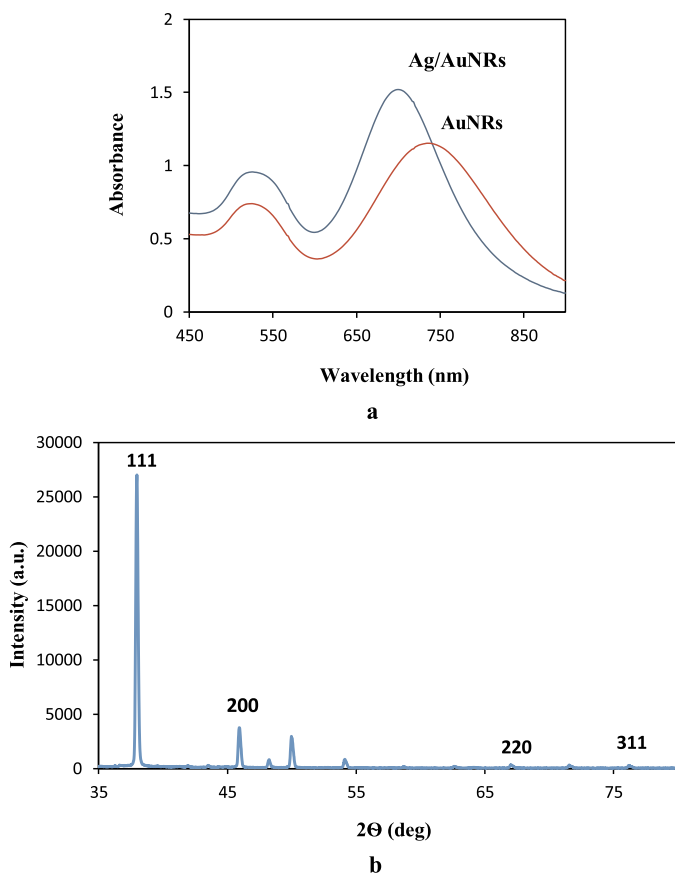 2
Ag/AuNRs
1.5
AuNRs
1
Absorbance
0.5
0
450 550 650 750 850
Wavelength (nm)
a
30000
111
25000
20000
Intensity (a.u.)
15000
10000
5000
200
220 311
0
35 45 55 65 75
2Θ (deg)
b